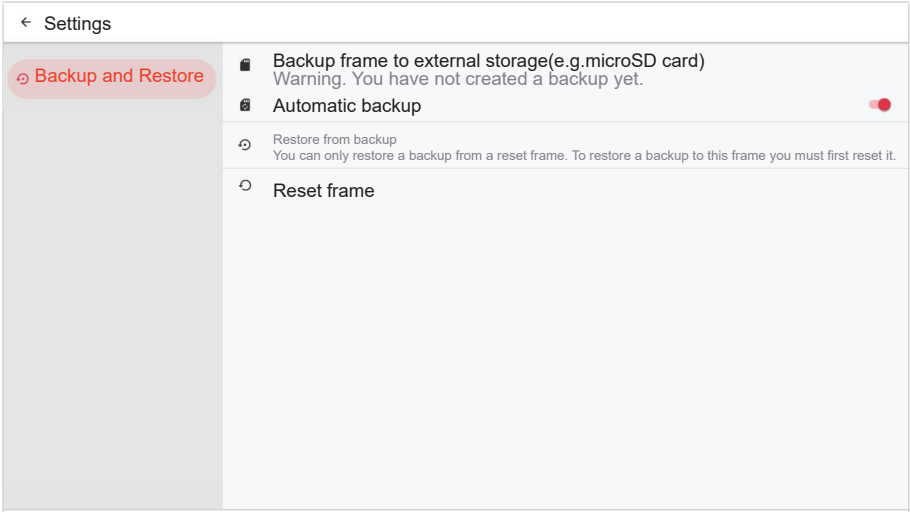 Settings
Backup and Restore
Backup frame to external storage(e.g.microSD card)
Warning. You have not created a backup yet.
Automatic backup
Restore from backup
You can only restore a backup from a reset frame. To restore a backup to this frame you must first reset it.
Reset frame